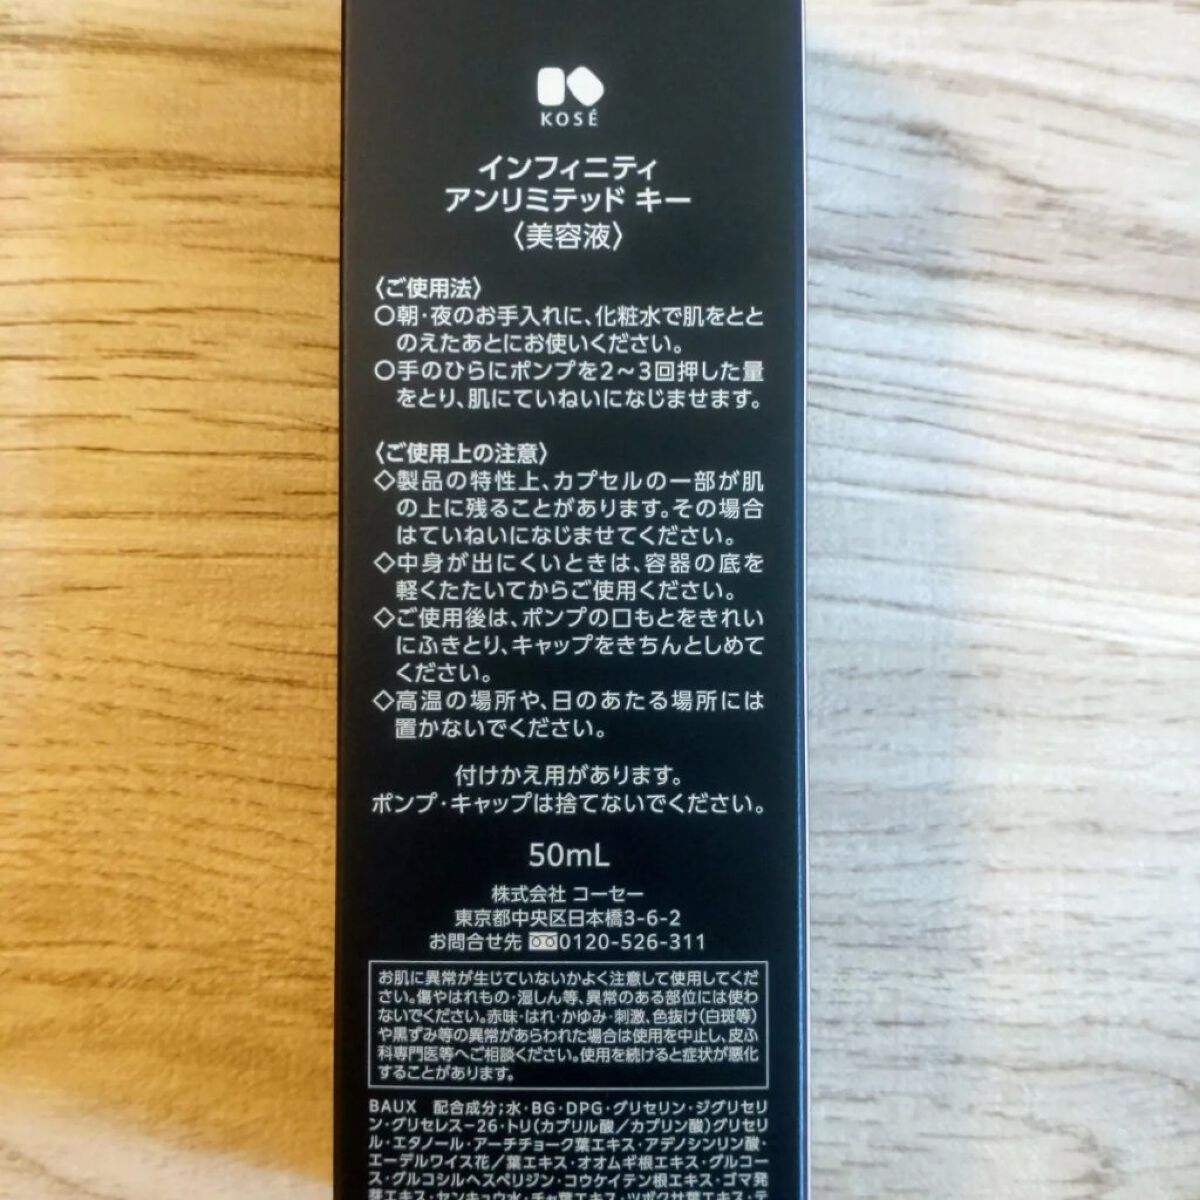 KOSÉ
インフィニティ
アンリミテッド キー
〈美容液〉
〈ご使用法〉
○朝・夜のお手入れに、化粧水で肌をとと
のえたあとにお使いください。
○手のひらにポンプを2〜3回押した量
をとり、肌にていねいになじませます。
〈ご使用上の注意〉
◇製品の特性上、カプセルの一部が肌
の上に残ることがあります。その場合
はていねいになじませてください。
◇中身が出にくいときは、容器の底を
軽くたたいてからご使用ください。
◇ご使用後は、ポンプの口もとをきれい
にふきとり、キャップをきちんとしめて
ください。
◇高温の場所や、日のあたる場所には
置かないでください。
付けかえ用があります。
ポンプ・キャップは捨てないでください。
50mL
株式会社 コーセー
東京都中央区日本橋3-6-2
お問合せ先 0120-526-311
お肌に異常が生じていないかよく注意して使用してくだ
さい。傷やはれもの・湿しん等、異常のある部位には使わ
ないでください。赤味・はれ・かゆみ・刺激、色抜け(白斑等)
や黒ずみ等の異常があらわれた場合は使用を中止し、皮ふ
科専門医等へご相談ください。使用を続けると症状が悪化
することがあります。
BAUX 配合成分；水・BG・DPG・グリセリン・ジグリセリ
ン・グリセレス-26・トリ(カプリル酸／カプリン酸)グリセリ
ル・エタノール・アーチチョーク葉エキス・アデノシンリン酸・
エーデルワイス花／葉エキス・オオムギ根エキス・グルコー
ス・グルコシルヘスペリジン・コウケイテン根エキス・ゴマ発
芽エキス・センキュウ水・チャ葉エキス・ツボクサ葉エキス・テ